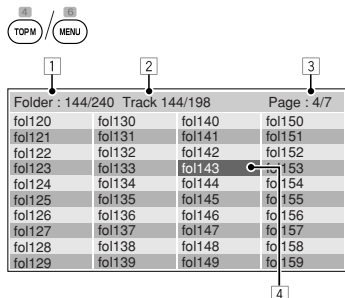 4 6
TOP M / MENU
1 2 3
Folder : 144/240 Track 144/198 Page : 4/7
fol120 fol130 fol140 fol150
fol121 fol131 fol141 fol151
fol122 fol132 fol142 fol152
fol123 fol133 fol143 fol153
fol124 fol134 fol144 fol154
fol125 fol135 fol145 fol155
fol126 fol136 fol146 fol156
fol127 fol137 fol147 fol157
fol128 fol138 fol148 fol158
fol129 fol139 fol149 fol159
4